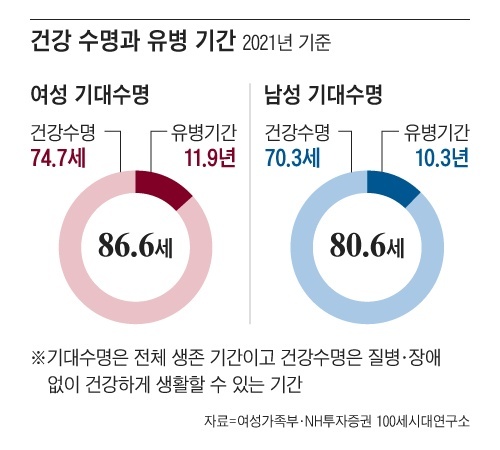 건강 수명과 유병 기간 2021년 기준
여성 기대수명
건강수명 유병기간
74.7세 11.9년
86.6세
남성 기대수명
건강수명 유병기간
70.3세 10.3년
80.6세
※기대수명은 전체 생존 기간이고 건강수명은 질병·장애
없이 건강하게 생활할 수 있는 기간
자료=여성가족부·NH투자증권 100세시대연구소